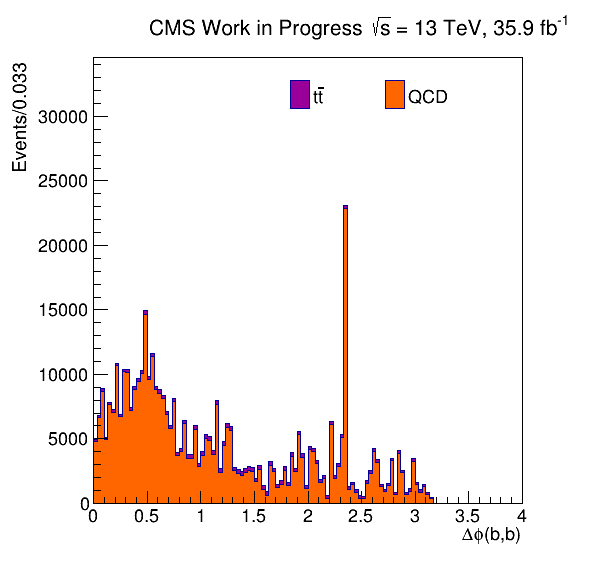 CMS Work in Progress √s = 13 TeV, 35.9 fb⁻¹
Events/0.033
tt̄
QCD
30000
25000
20000
15000
10000
5000
0
0 0.5 1 1.5 2 2.5 3 3.5 4
Δϕ(b,b)